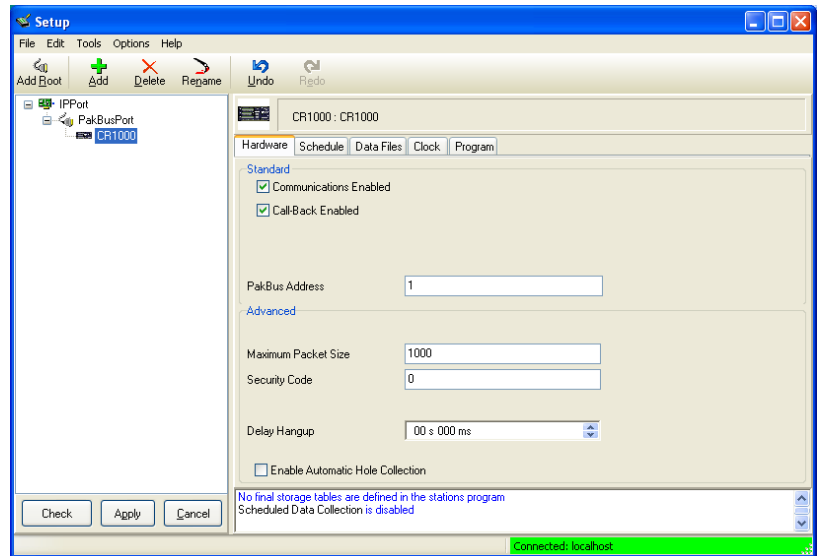 Setup
File Edit Tools Options Help
Add Root Add Delete Rename Undo Redo
IPPort
PakBusPort
CR1000
CR1000 : CR1000
Hardware Schedule Data Files Clock Program
Standard
Communications Enabled
Call-Back Enabled
PakBus Address 1
Advanced
Maximum Packet Size 1000
Security Code 0
Delay Hangup 00 s 000 ms
Enable Automatic Hole Collection
No final storage tables are defined in the stations program
Scheduled Data Collection is disabled
Check Apply Cancel
Connected: localhost